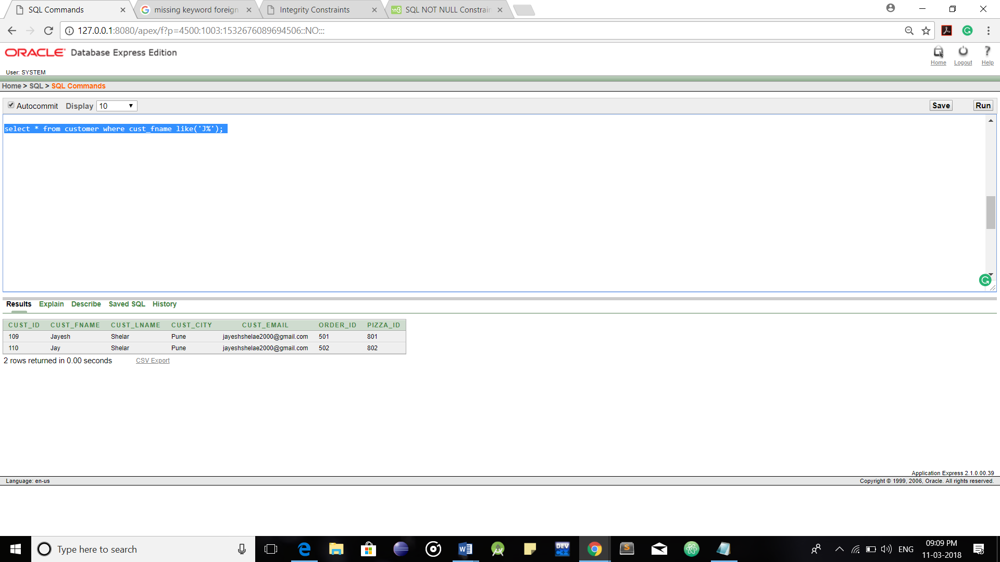 SQL Commands
missing keyword foreign
Integrity Constraints
SQL NOT NULL Constrain
127.0.0.1:8080/apex/f?p=4500:1003:1532676089694506::NO:::
ORACLE Database Express Edition
Home Logout Help
User: SYSTEM
Home > SQL > SQL Commands
Autocommit Display 10 Save Run
select * from customer where cust_fname like('J%');
Results Explain Describe Saved SQL History
CUST_ID CUST_FNAME CUST_LNAME CUST_CITY CUST_EMAIL ORDER_ID PIZZA_ID
109 Jayesh Shelar Pune jayeshshelae2000@gmail.com 501 801
110 Jay Shelar Pune jayeshshelae2000@gmail.com 502 802
2 rows returned in 0.00 seconds CSV Export
Application Express 2.1.0.00.39
Language: en-us Copyright © 1999, 2006, Oracle. All rights reserved.
Type here to search
DEV C++
ENG
09:09 PM
11-03-2018